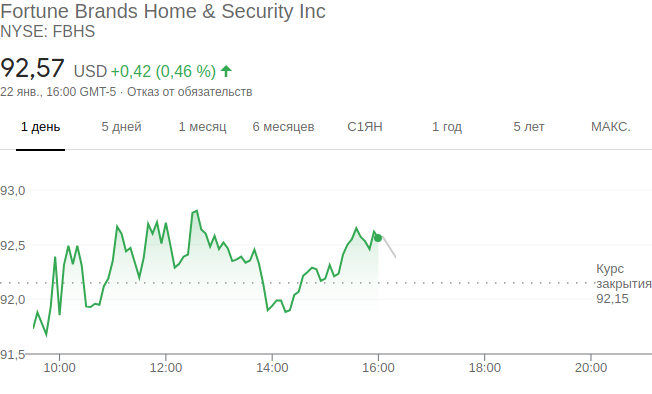 Fortune Brands Home & Security Inc
NYSE: FBHS
92,57 USD +0,42 (0,46 %)
22 янв., 16:00 GMT-5 · Отказ от обязательств
1 день 5 дней 1 месяц 6 месяцев С1ЯН 1 год 5 лет МАКС.
93,0
92,5
Курс
закрытия
92,0
92,15
91,5
10:00 12:00 14:00 16:00 18:00 20:00